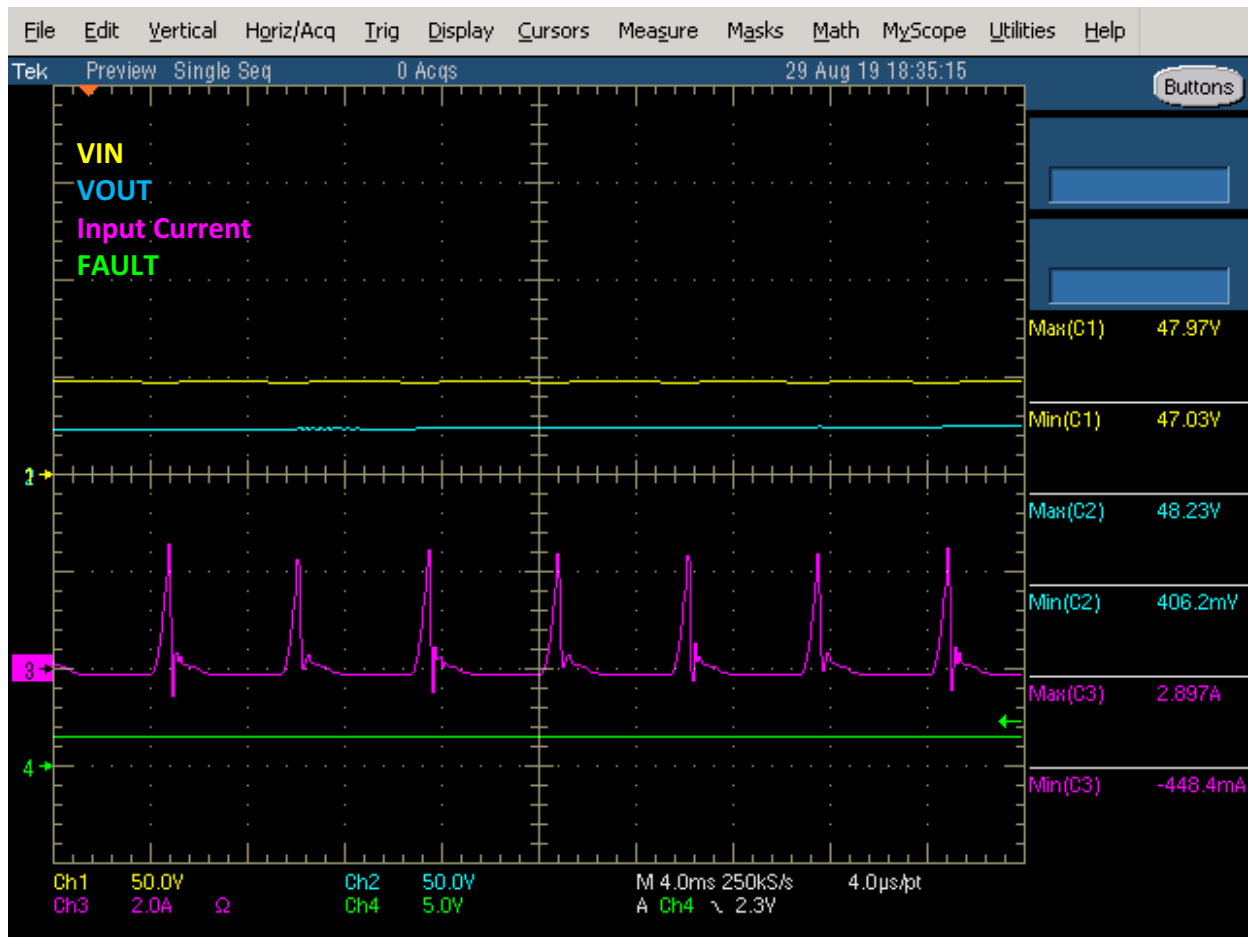 File Edit Vertical Horiz/Acq Trig Display Cursors Measure Masks Math MyScope Utilities Help
Tek Preview Single Seq 0 Acqs 29 Aug 19 18:35:15
Buttons
VIN
VOUT
Input Current
FAULT
Max(C1) 47.97V
Min(C1) 47.03V
2
Max(C2) 48.23V
Min(C2) 406.2mV
3
Max(C3) 2.897A
4
Min(C3) -448.4mA
Ch1 50.0V Ch2 50.0V M 4.0ms 250kS/s 4.0µs/pt
Ch3 2.0A Ω Ch4 5.0V A Ch4 2.3V